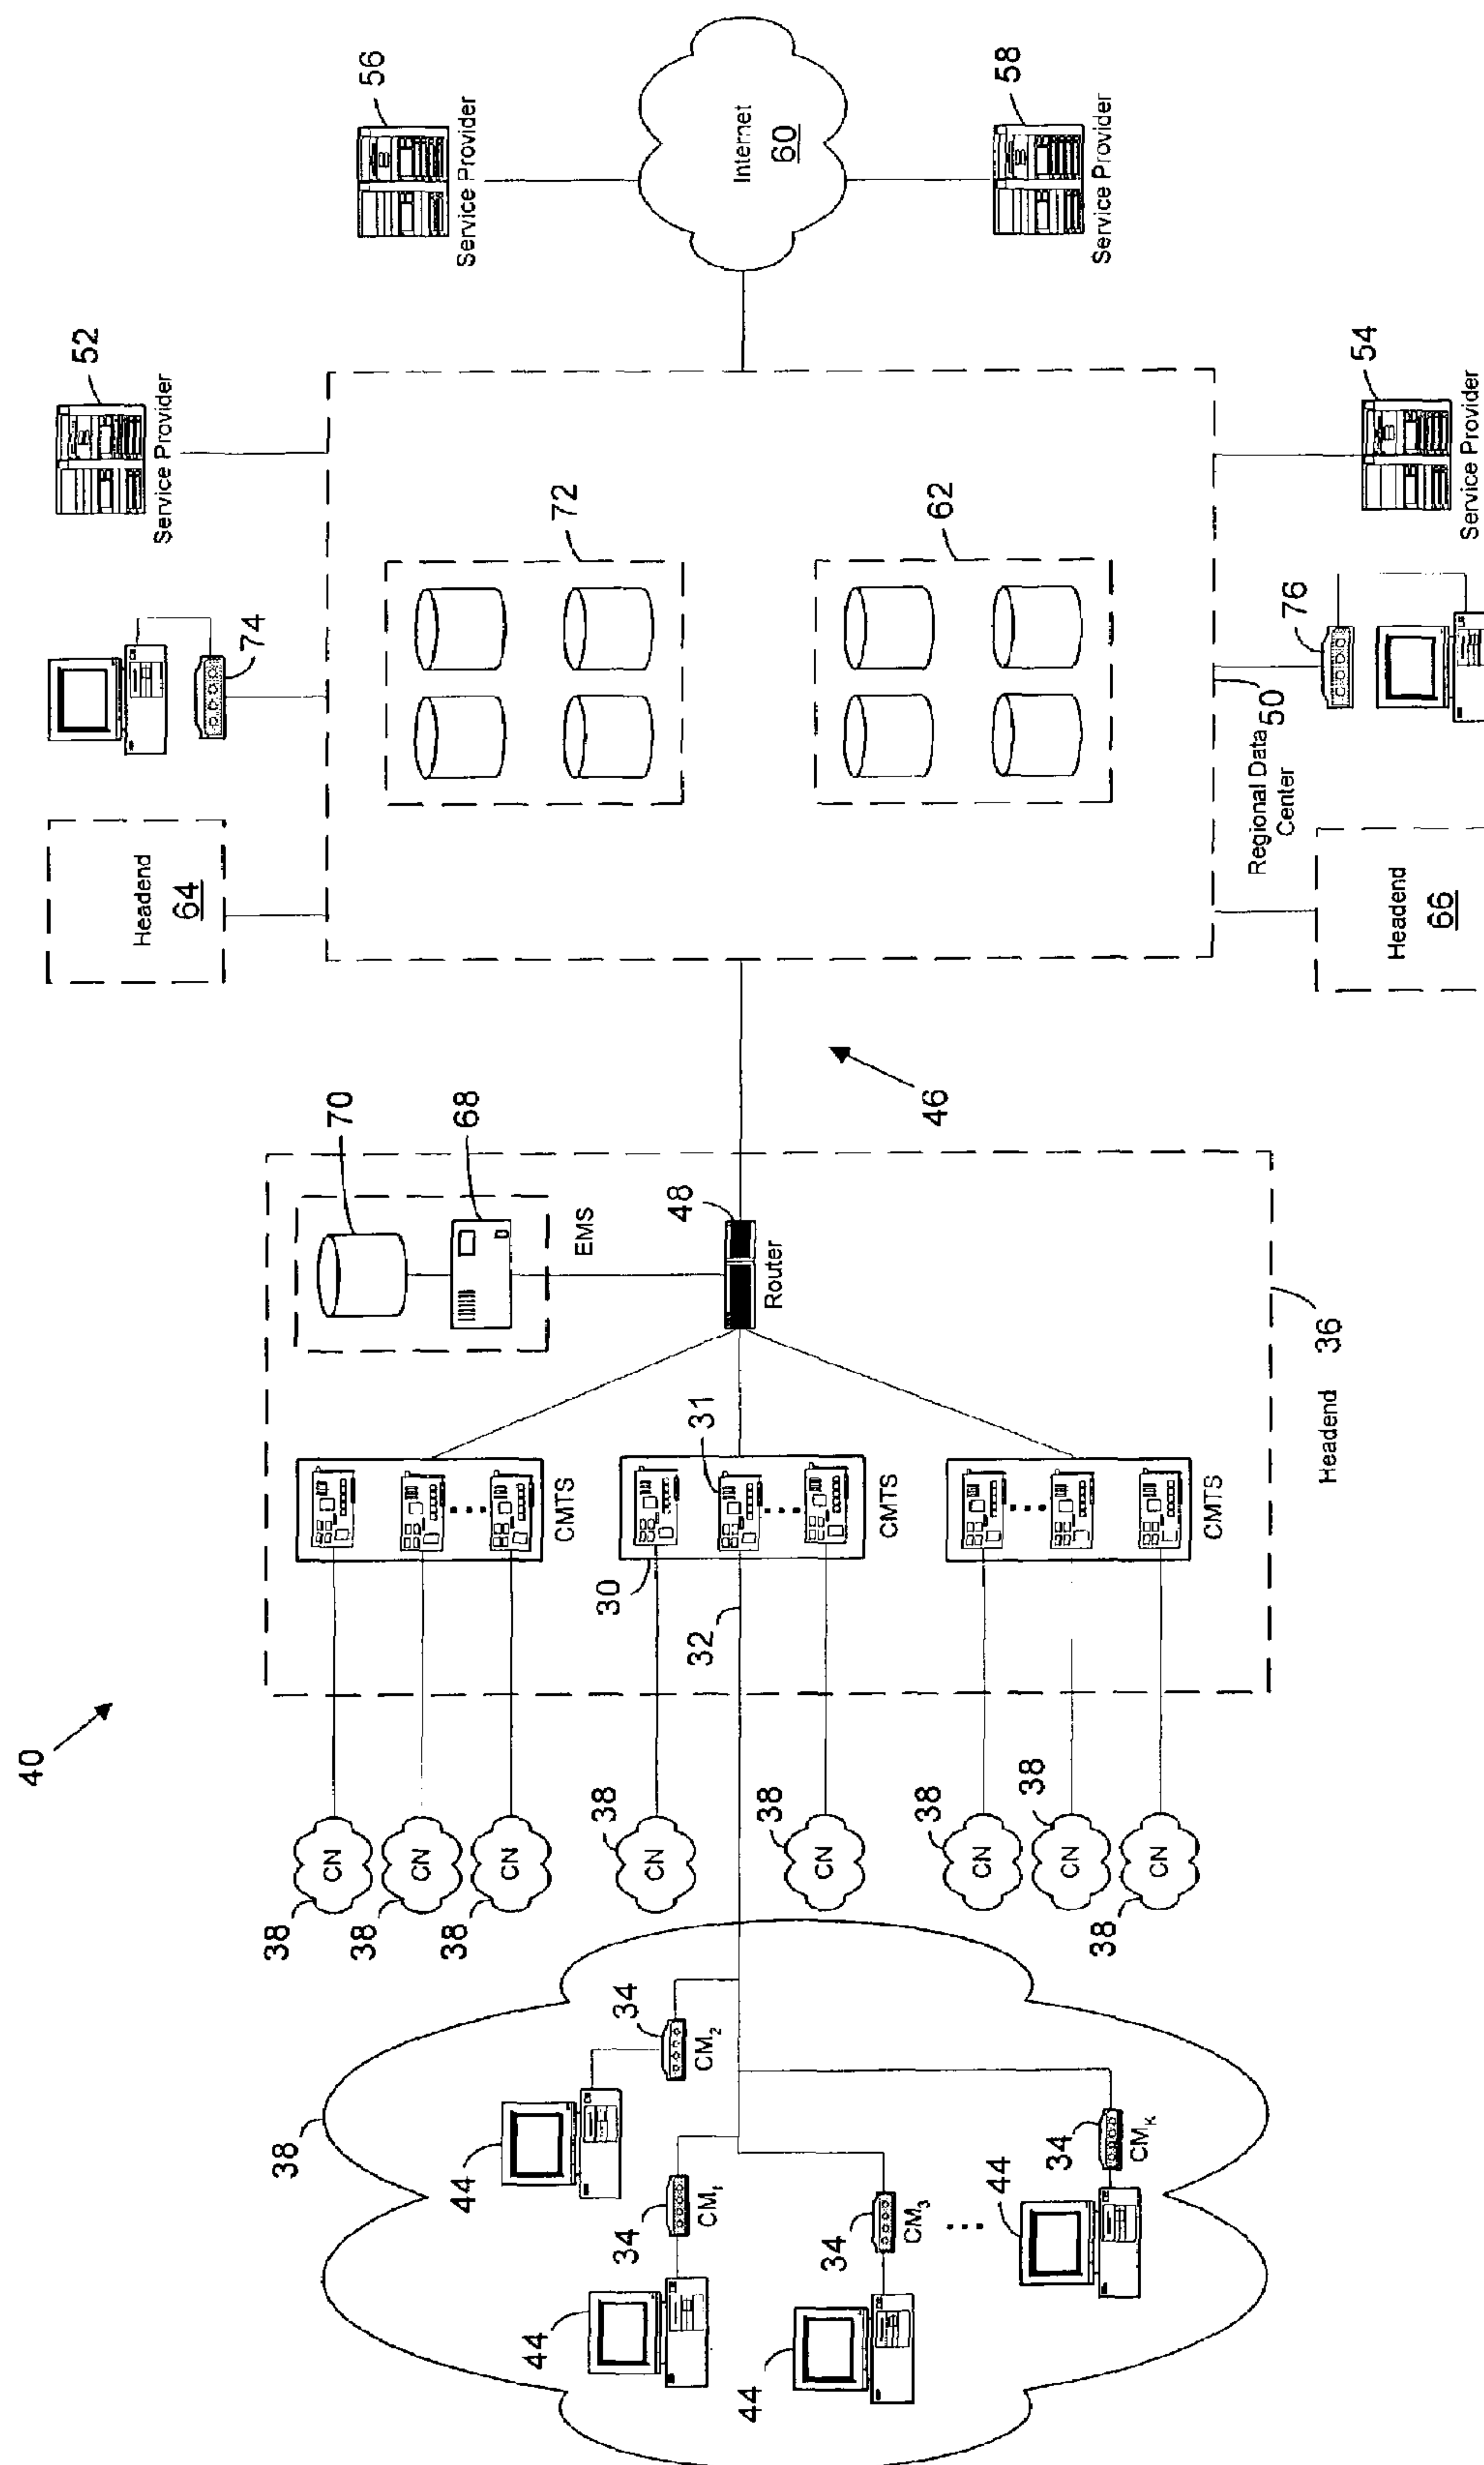 40
38
44
34
CM₂
44
34
CM₁
44
34
CM₃
...
44
34
CMₖ
38
CN
38
CN
38
CN
38
CN
38
CN
38
CN
38
CN
38
CN
32
30
31
...
CMTS
...
CMTS
...
CMTS
70
68
EMS
48
Router
Headend
36
46
Headend
64
74
52
Service Provider
72
62
Regional Data
Center
50
Headend
66
76
54
Service Provider
56
Service Provider
Internet
60
58
Service Provider